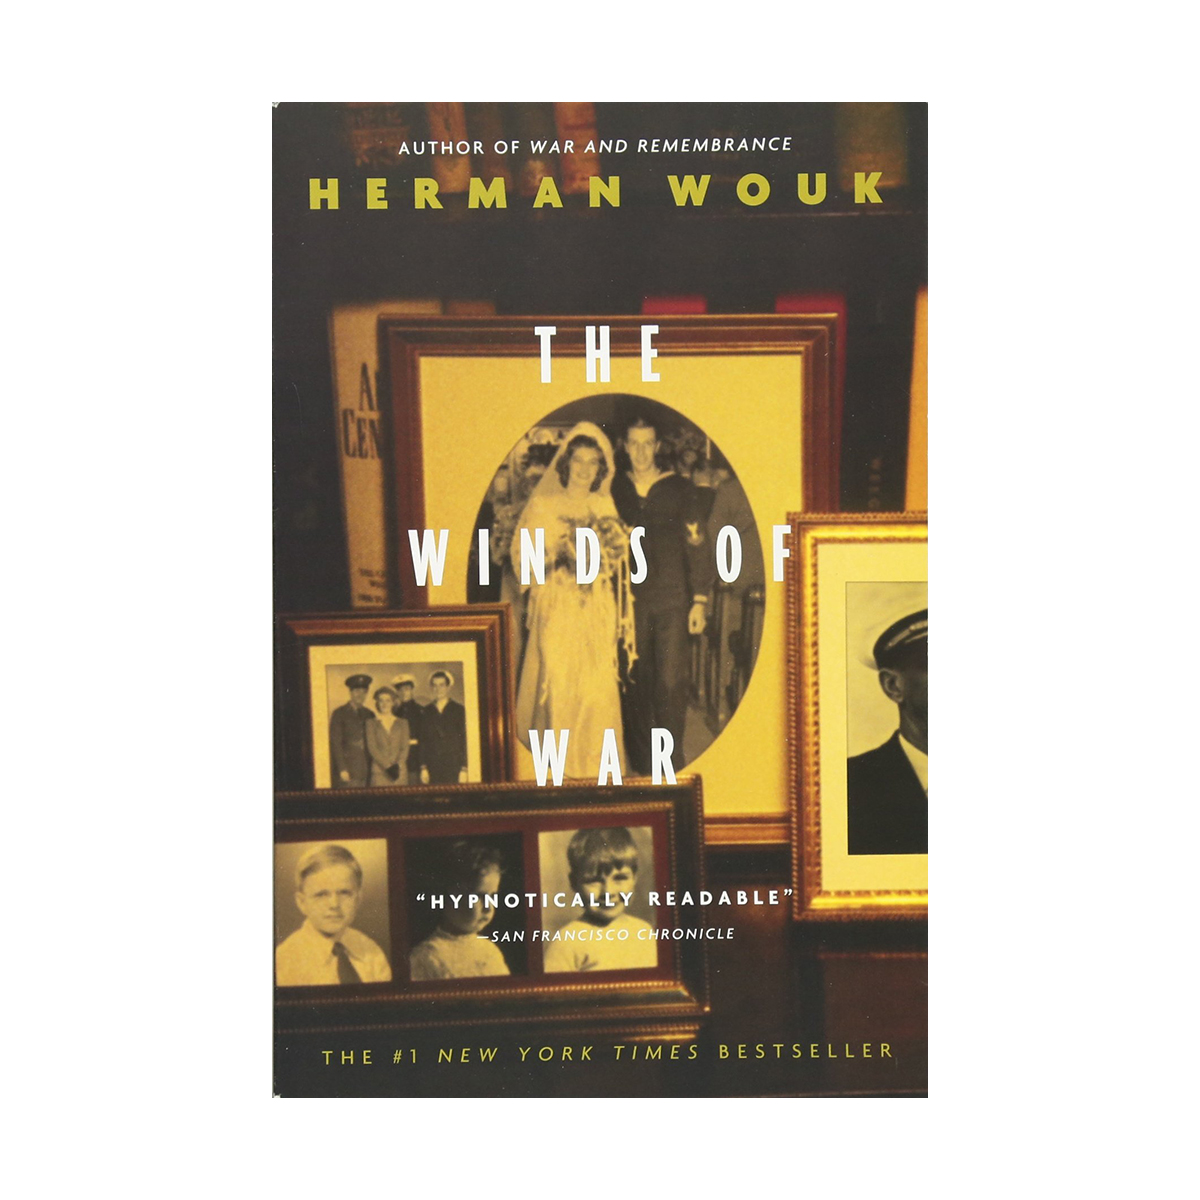 AUTHOR OF WAR AND REMEMBRANCE
HERMAN WOUK
THE
WINDS OF
WAR
"HYPNOTICALLY READABLE"
—SAN FRANCISCO CHRONICLE
THE #1 NEW YORK TIMES BESTSELLER